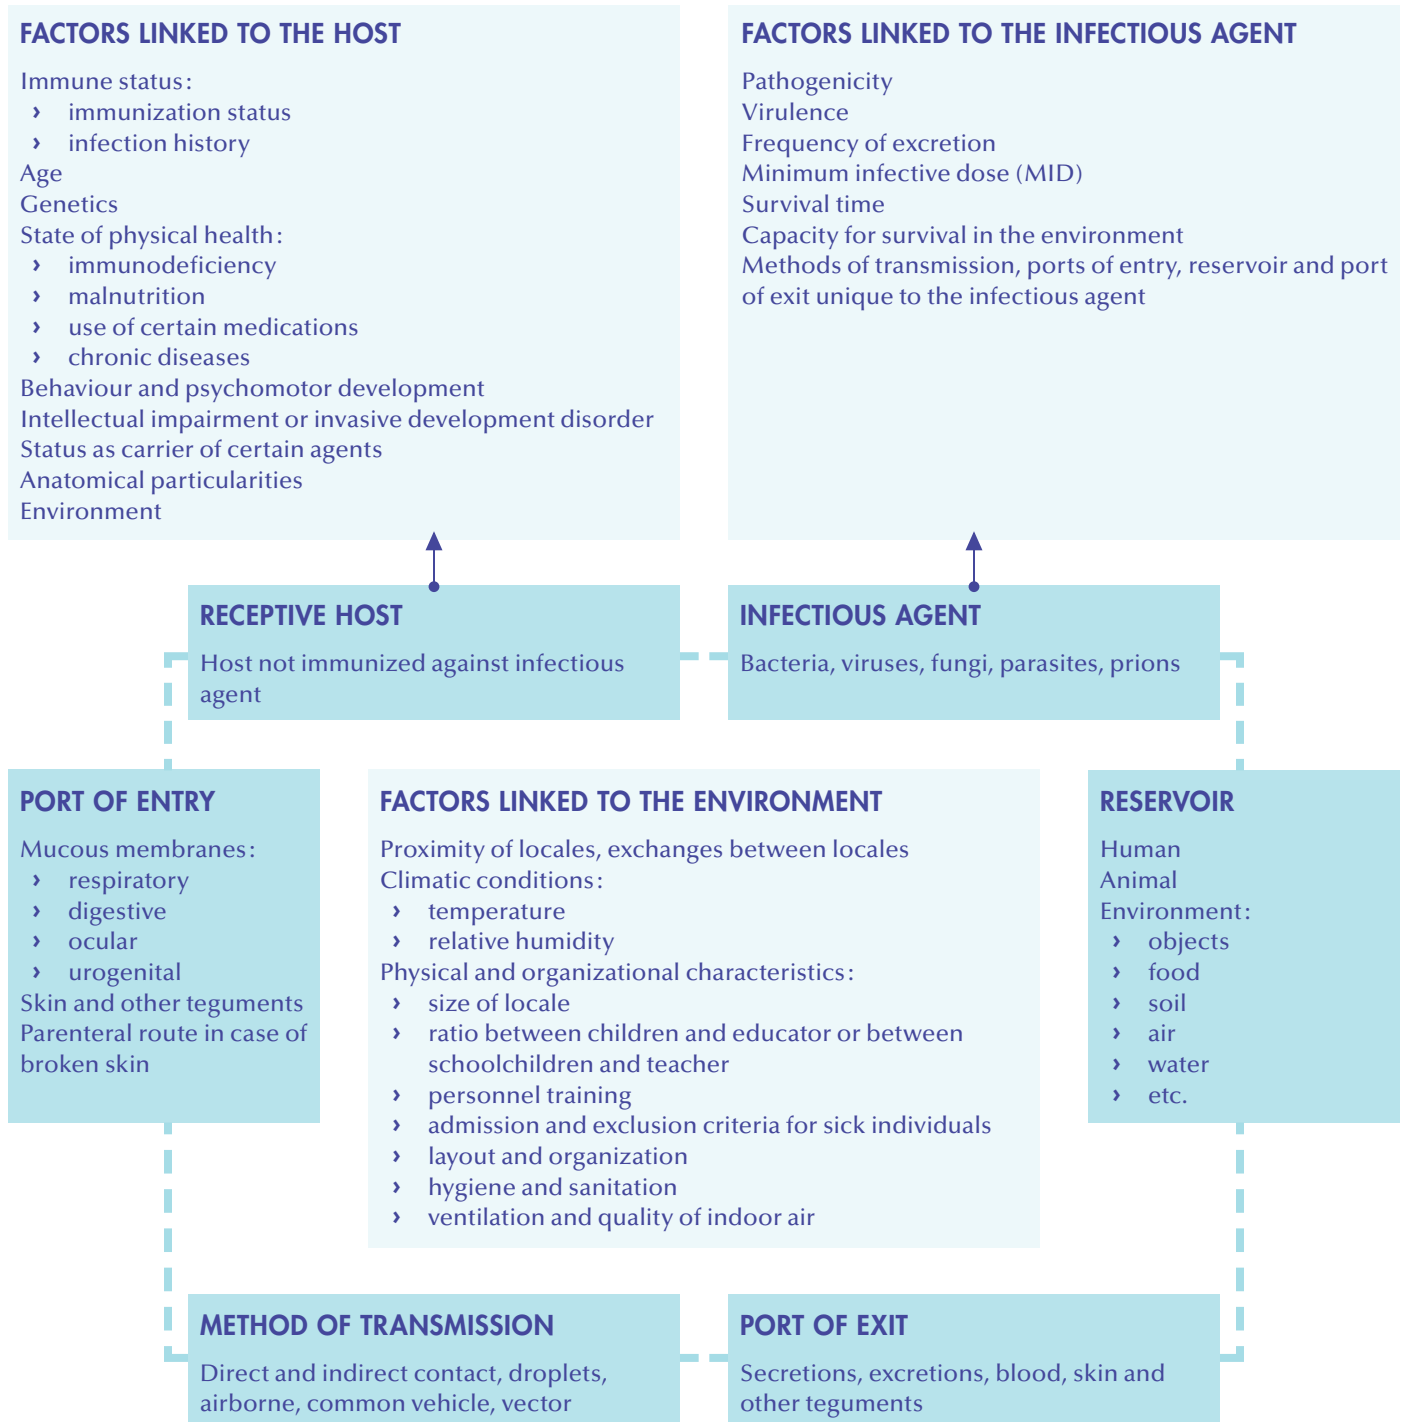 FACTORS LINKED TO THE HOST
Immune status:
› immunization status
› infection history
Age
Genetics
State of physical health:
› immunodeficiency
› malnutrition
› use of certain medications
› chronic diseases
Behaviour and psychomotor development
Intellectual impairment or invasive development disorder
Status as carrier of certain agents
Anatomical particularities
Environment
FACTORS LINKED TO THE INFECTIOUS AGENT
Pathogenicity
Virulence
Frequency of excretion
Minimum infective dose (MID)
Survival time
Capacity for survival in the environment
Methods of transmission, ports of entry, reservoir and port
of exit unique to the infectious agent
RECEPTIVE HOST
Host not immunized against infectious
agent
INFECTIOUS AGENT
Bacteria, viruses, fungi, parasites, prions
PORT OF ENTRY
Mucous membranes:
› respiratory
› digestive
› ocular
› urogenital
Skin and other teguments
Parenteral route in case of
broken skin
FACTORS LINKED TO THE ENVIRONMENT
Proximity of locales, exchanges between locales
Climatic conditions:
› temperature
› relative humidity
Physical and organizational characteristics:
› size of locale
› ratio between children and educator or between
schoolchildren and teacher
› personnel training
› admission and exclusion criteria for sick individuals
› layout and organization
› hygiene and sanitation
› ventilation and quality of indoor air
RESERVOIR
Human
Animal
Environment:
› objects
› food
› soil
› air
› water
› etc.
METHOD OF TRANSMISSION
Direct and indirect contact, droplets,
airborne, common vehicle, vector
PORT OF EXIT
Secretions, excretions, blood, skin and
other teguments